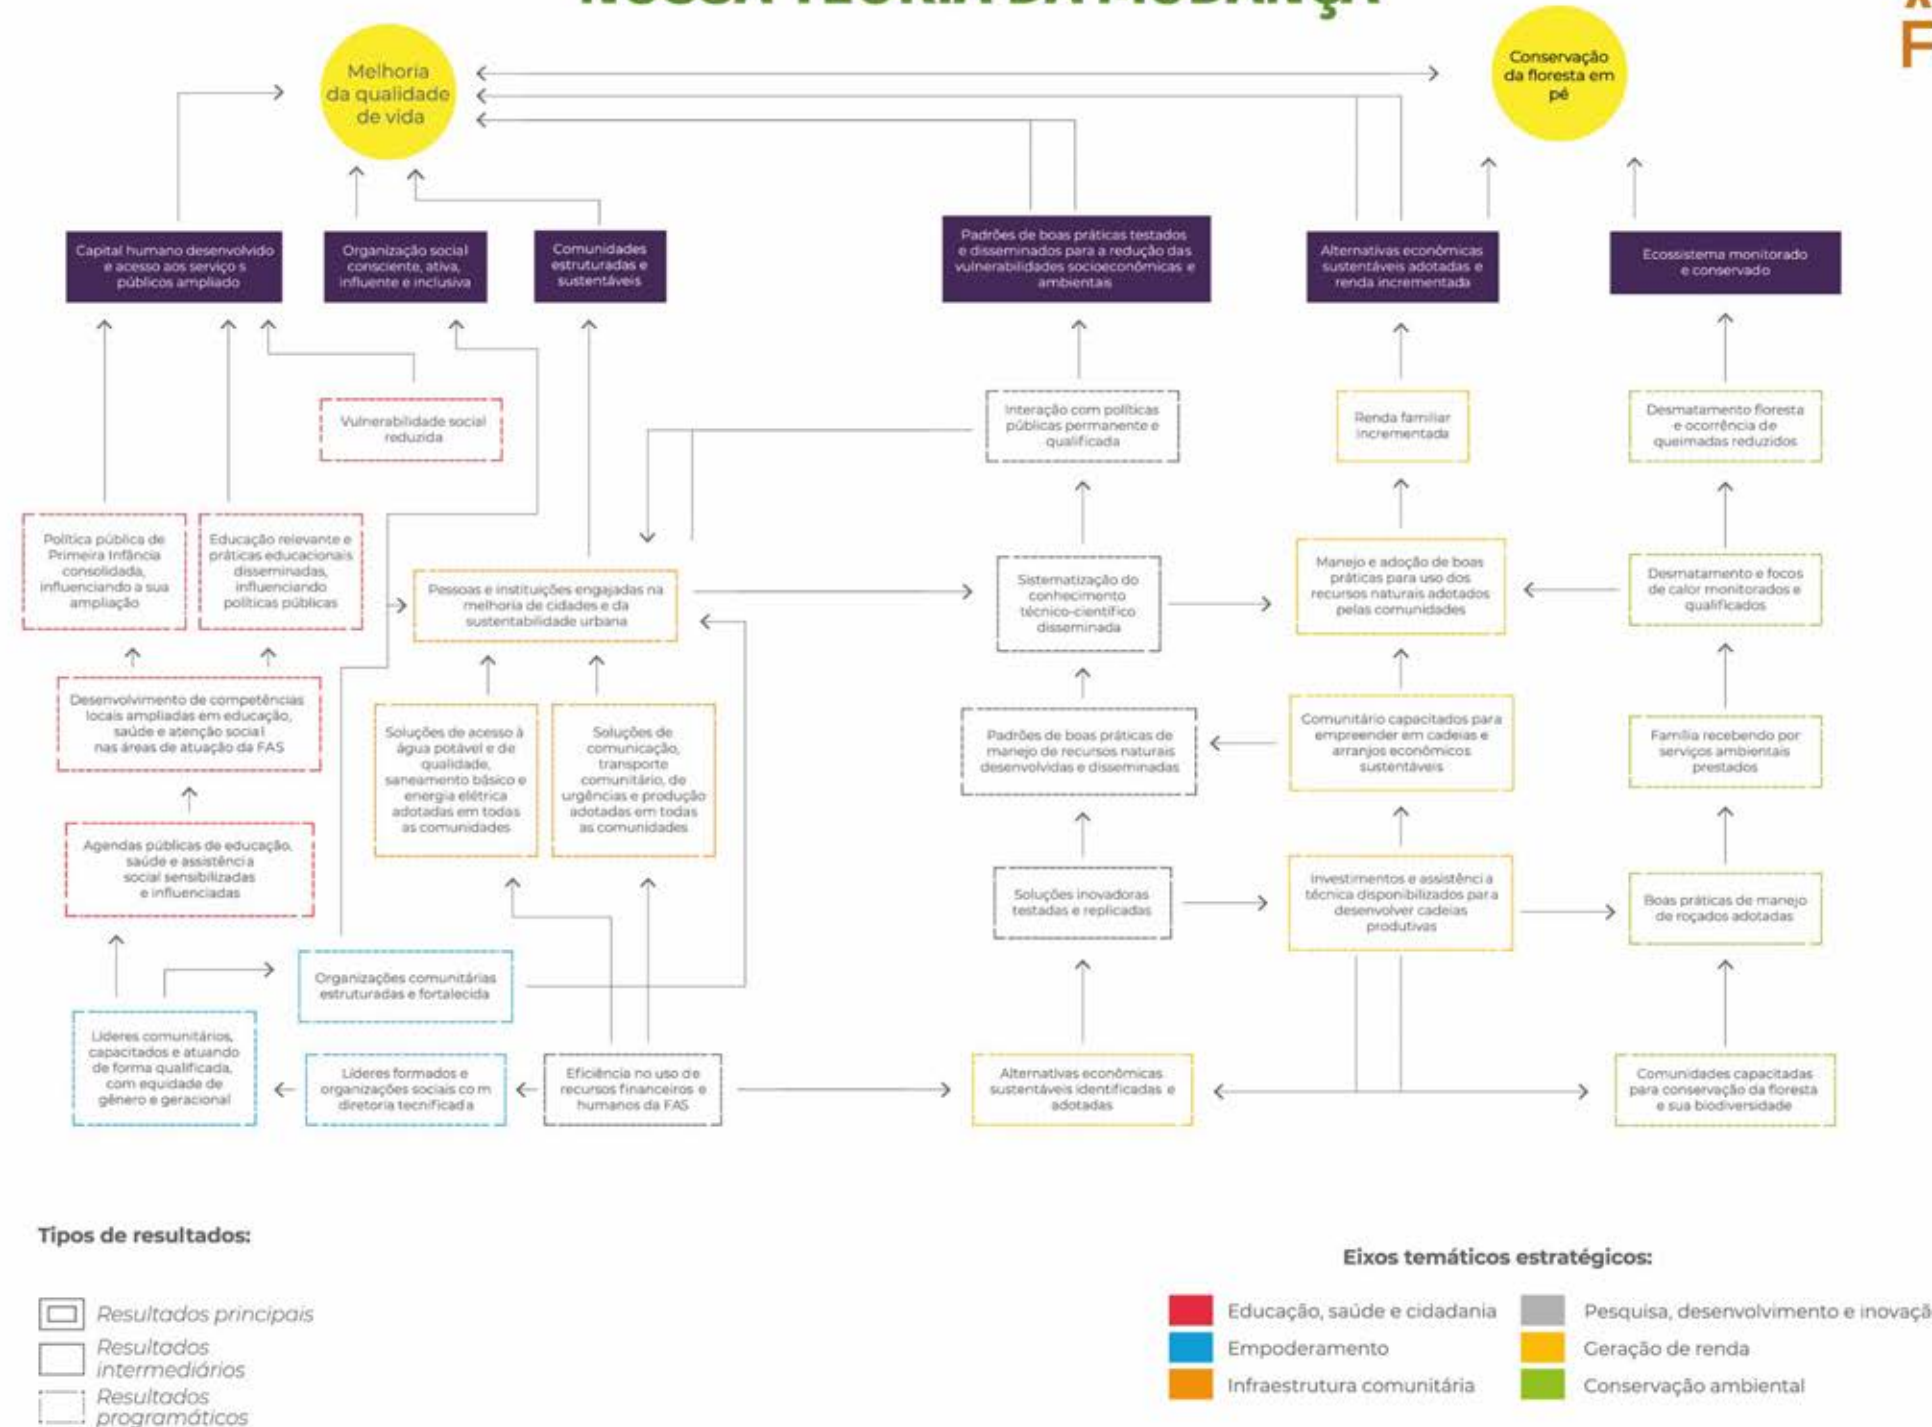 NOSSA TEORIA DA MUDANÇA
Melhoria
da qualidade
de vida
Conservação
da floresta em
pé
Capital humano desenvolvido
e acesso aos serviço s
públicos ampliado
Organização social
consciente, ativa,
influente e inclusiva
Comunidades
estruturadas e
sustentáveis
Padrões de boas práticas testados
e disseminados para a redução das
vulnerabilidades socioeconômicas e
ambientais
Alternativas econômicas
sustentáveis adotadas e
renda incrementada
Ecossistema monitorado
e conservado
Vulnerabilidade social
reduzida
Interação com políticas
públicas permanente e
qualificada
Renda familiar
incrementada
Desmatamento floresta
e ocorrência de
queimadas reduzidos
Política pública de
Primeira Infância
consolidada,
influenciando a sua
ampliação
Educação relevante e
práticas educacionais
disseminadas,
influenciando
políticas públicas
Pessoas e instituições engajadas na
melhoria de cidades e da
sustentabilidade urbana
Sistematização do
conhecimento
técnico-científico
disseminada
Manejo e adoção de boas
práticas para uso dos
recursos naturais adotados
pelas comunidades
Desmatamento e focos
de calor monitorados e
qualificados
Desenvolvimento de competências
locais ampliadas em educação,
saúde e atenção social
nas áreas de atuação da FAS
Soluções de acesso à
água potável e de
qualidade,
saneamento básico e
energia elétrica
adotadas em todas
as comunidades
Soluções de
comunicação,
transporte
comunitário, de
urgências e produção
adotadas em todas
as comunidades
Padrões de boas práticas de
manejo de recursos naturais
desenvolvidas e disseminadas
Comunitário capacitados para
empreender em cadeias e
arranjos econômicos
sustentáveis
Família recebendo por
serviços ambientais
prestados
Agendas públicas de educação,
saúde e assistência
social sensibilizadas
e influenciadas
Soluções inovadoras
testadas e replicadas
Investimentos e assistênci a
técnica disponibilizados para
desenvolver cadeias
produtivas
Boas práticas de manejo
de roçados adotadas
Organizações comunitárias
estruturadas e fortalecida
Líderes comunitários,
capacitados e atuando
de forma qualificada,
com equidade de
gênero e geracional
Líderes formados e
organizações sociais co m
diretoria tecnificada
Eficiência no uso de
recursos financeiros e
humanos da FAS
Alternativas econômicas
sustentáveis identificadas e
adotadas
Comunidades capacitadas
para conservação da floresta
e sua biodiversidade
Tipos de resultados:
Resultados principais
Resultados
intermediários
Resultados
programáticos
Eixos temáticos estratégicos:
Educação, saúde e cidadania
Empoderamento
Infraestrutura comunitária
Pesquisa, desenvolvimento e inovaçã
Geração de renda
Conservação ambiental